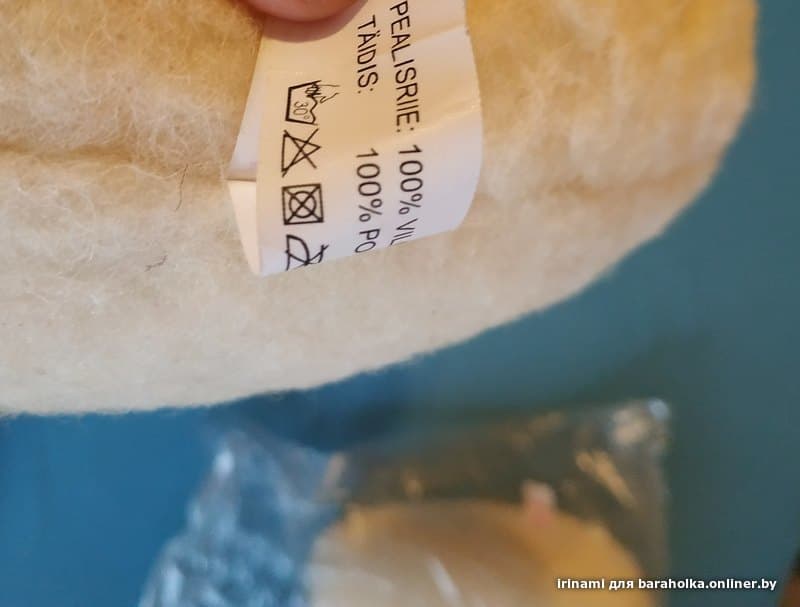 PEALISRIIE: 100% VIL
TÄIDIS: 100% PO
30°
irinami для baraholka.onliner.by